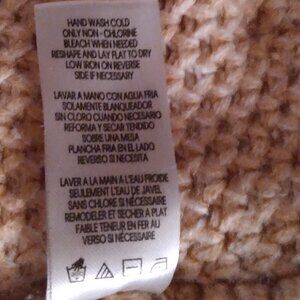 HAND WASH COLD
ONLY NON - CHLORINE
BLEACH WHEN NEEDED
RESHAPE AND LAY FLAT TO DRY
LOW IRON ON REVERSE
SIDE IF NECESSARY
LAVAR A MANO CON AGUA FRIA
SOLAMENTE BLANQUEADOR
SIN CLORO CUANDO NECESARIO
REFORMA Y SECAR TENDIDO
SOBRE UNA MESA
PLANCHA FRIA EN EL LADO
REVERSO SI NECESITA
LAVER A LA MAIN A L'EAU FROIDE
SEULEMENT L'EAU DE JAVEL
SANS CHLORE SI NÉCESSAIRE
REMODELER ET SECHER A PLAT
FAIBLE TENEUR EN FER AU
VERSO SI NÉCESSAIRE